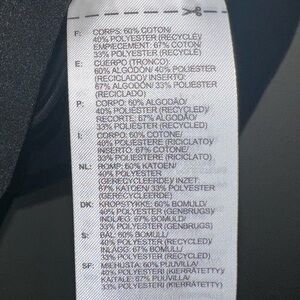 F: CORPS: 60% COTON/
40% POLYESTER (RECYCLE)/
EMPIECEMENT: 67% COTON/
33% POLYESTER (RECYCLE)
E: CUERPO (TRONCO):
60% ALGODÓN/ 40% POLIÉSTER
(RECICLADO)/ INSERTO:
67% ALGODÓN/ 33% POLIÉSTER
(RECICLADO)
P: CORPO: 60% ALGODÃO/
40% POLIÉSTER (RECICLADO)/
RECORTE: 67% ALGODÃO/
33% POLIÉSTER (RECICLADO)
I: CORPO: 60% COTONE/
40% POLIESTERE (RICICLATO)/
INSERTO: 67% COTONE/
33% POLIESTERE (RICICLATO)
NL: ROMP: 60% KATOEN/
40% POLYESTER
(GERECYCLEERDE)/ INZET:
67% KATOEN/ 33% POLYESTER
(GERECYCLEERDE)
DK: KROPSTYKKE: 60% BOMULD/
40% POLYESTER (GENBRUGS)/
INDLÆG: 67% BOMULD/
33% POLYESTER (GENBRUGS)
S: BÅL: 60% BOMULL/
40% POLYESTER (RECYCLED)/
INLÄGG: 67% BOMULL/
33% POLYESTER (RECYCLED)
SF: MIEHUSTA: 60% PUUVILLA/
40% POLYESTERI (KIERRÄTETTY)/
KAITALE: 67% PUUVILLA/
33% POLYESTERI (KIERRÄTETTY)